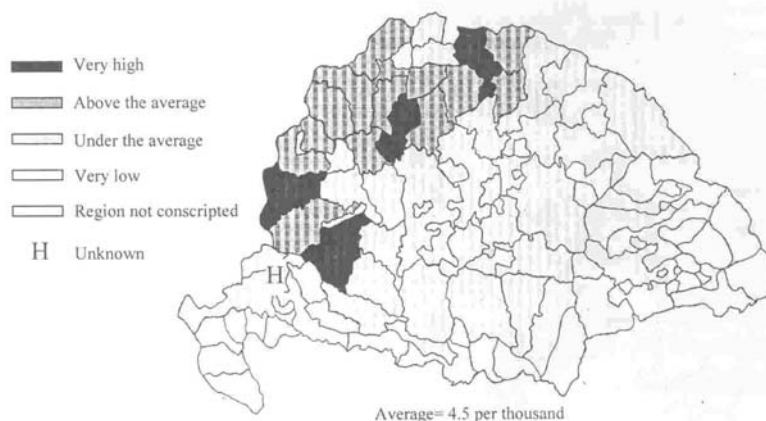 Very high
Above the average
Under the average
Very low
Region not conscripted
H Unknown
H
Average= 4.5 per thousand